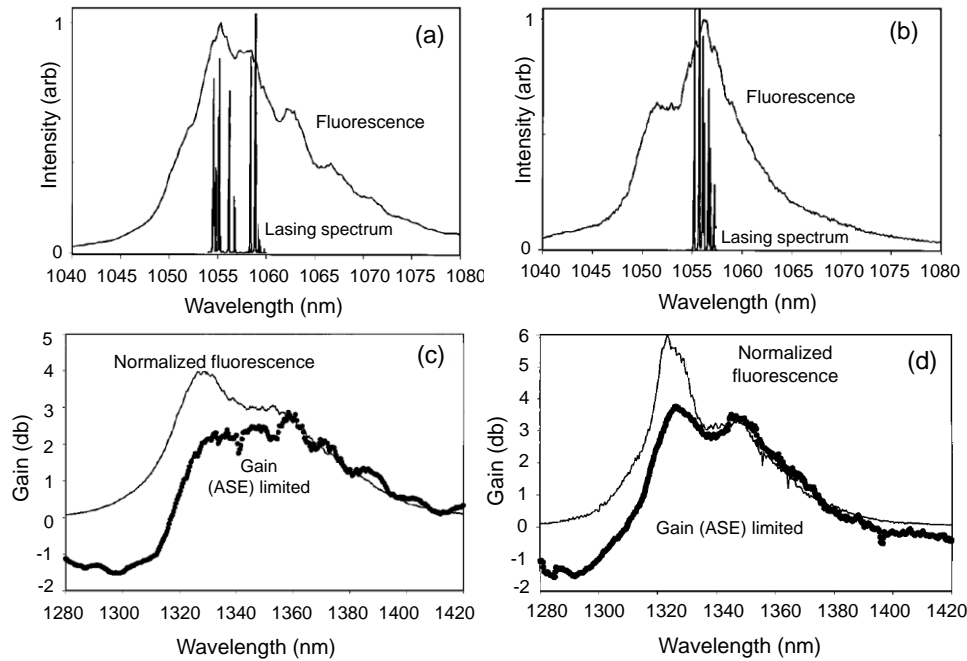 (a)
1
Fluorescence
Lasing spectrum
0
Intensity (arb)
1040 1045 1050 1055 1060 1065 1070 1075 1080
Wavelength (nm)
(b)
1
Fluorescence
Lasing spectrum
0
Intensity (arb)
1040 1045 1050 1055 1060 1065 1070 1075 1080
Wavelength (nm)
(c)
5
4
3
2
1
0
-1
-2
Gain (db)
Normalized fluorescence
Gain
(ASE) limited
1280 1300 1320 1340 1360 1380 1400 1420
Wavelength (nm)
(d)
6
5
4
3
2
1
0
-1
-2
Gain (db)
Normalized
fluorescence
Gain (ASE) limited
1280 1300 1320 1340 1360 1380 1400 1420
Wavelength (nm)